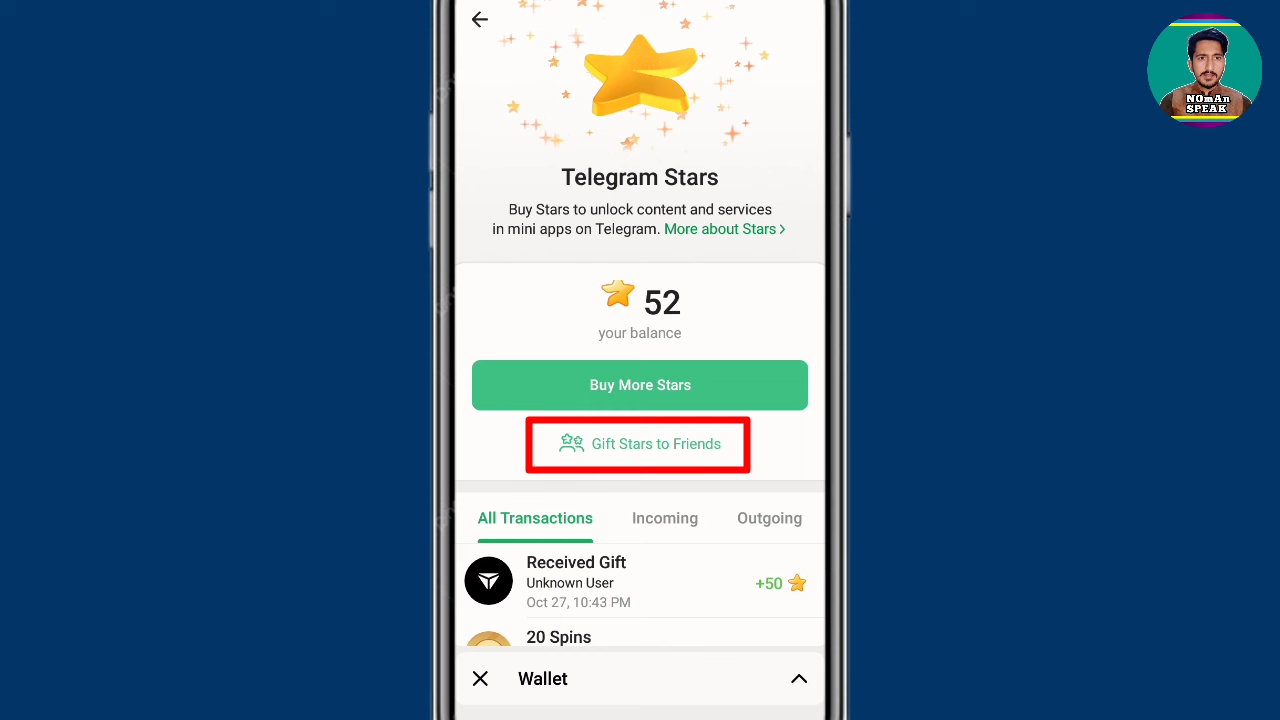 NOmAn
SPEAK
Telegram Stars
Buy Stars to unlock content and services
in mini apps on Telegram. More about Stars >
52
your balance
Buy More Stars
Gift Stars to Friends
All Transactions Incoming Outgoing
Received Gift
Unknown User
+50
Oct 27, 10:43 PM
20 Spins
Wallet